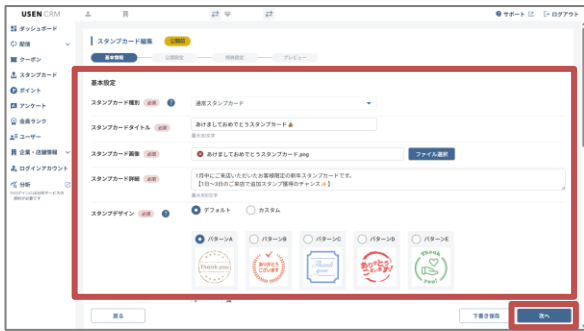 USEN CRM
サポート
ログアウト
ダッシュボード
配信
クーポン
スタンプカード
ポイント
アンケート
会員ランク
ユーザー
企業・店舗情報
ログインアカウント
分析
スタンプカード編集 公開前
基本情報 公開設定 特典設定 プレビュー
基本設定
スタンプカード種別 必須 ? 通常スタンプカード
スタンプカードタイトル 必須 あけましておめでとうスタンプカード🎍
スタンプカード画像 必須 あけましておめでとうスタンプカード.png ファイル選択
スタンプカード詳細 必須 1月中にご来店いただいたお客様限定の新年スタンプカードです。
【1日~3日のご来店で追加スタンプ獲得のチャンス🌟】
スタンプデザイン 必須 ? デフォルト カスタム
パターンA パターンB パターンC パターンD パターンE
Thank you
ありがとうございます
Thank you
ありがとうございます!
Thank you!
戻る 下書き保存 次へ